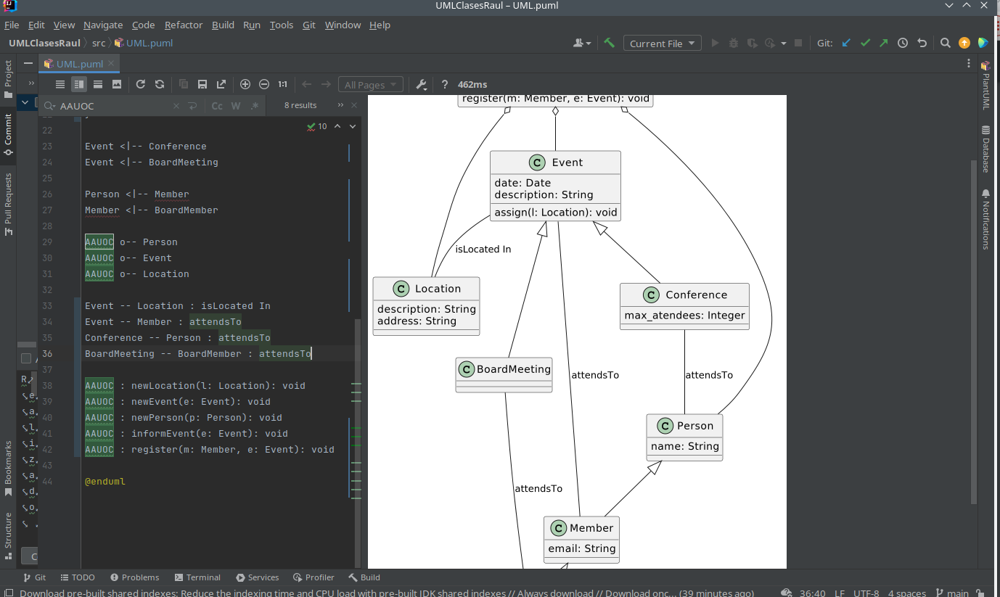 UMLClasesRaul – UML.puml
File Edit View Navigate Code Refactor Build Run Tools Git Window Help
UMLClasesRaul src UML.puml
Current File
Git:
UML.puml
1:1 All Pages ? 462ms
AAUOC
Cc W .*
8 results
10
Project
Commit
Pull Requests
Bookmarks
Structure
22
23 Event <|-- Conference
24 Event <|-- BoardMeeting
25
26 Person <|-- Member
27 Member <|-- BoardMember
28
29 AAUOC o-- Person
30 AAUOC o-- Event
31 AAUOC o-- Location
32
33 Event -- Location : isLocated In
34 Event -- Member : attendsTo
35 Conference -- Person : attendsTo
36 BoardMeeting -- BoardMember : attendsTo
37
38 AAUOC : newLocation(l: Location): void
39 AAUOC : newEvent(e: Event): void
40 AAUOC : newPerson(p: Person): void
41 AAUOC : informEvent(e: Event): void
42 AAUOC : register(m: Member, e: Event): void
43
44 @enduml
register(m: Member, e: Event): void
C Event
date: Date
description: String
assign(l: Location): void
isLocated In
C Location
description: String
address: String
C Conference
max_atendees: Integer
C BoardMeeting
attendsTo
attendsTo
C Person
name: String
attendsTo
C Member
email: String
PlantUML
Database
Notifications
Git TODO Problems Terminal Services Profiler Build
Download pre-built shared indexes: Reduce the indexing time and CPU load with pre-built JDK shared indexes // Always download // Download onc... (39 minutes ago)
36:40 LF UTF-8 4 spaces main